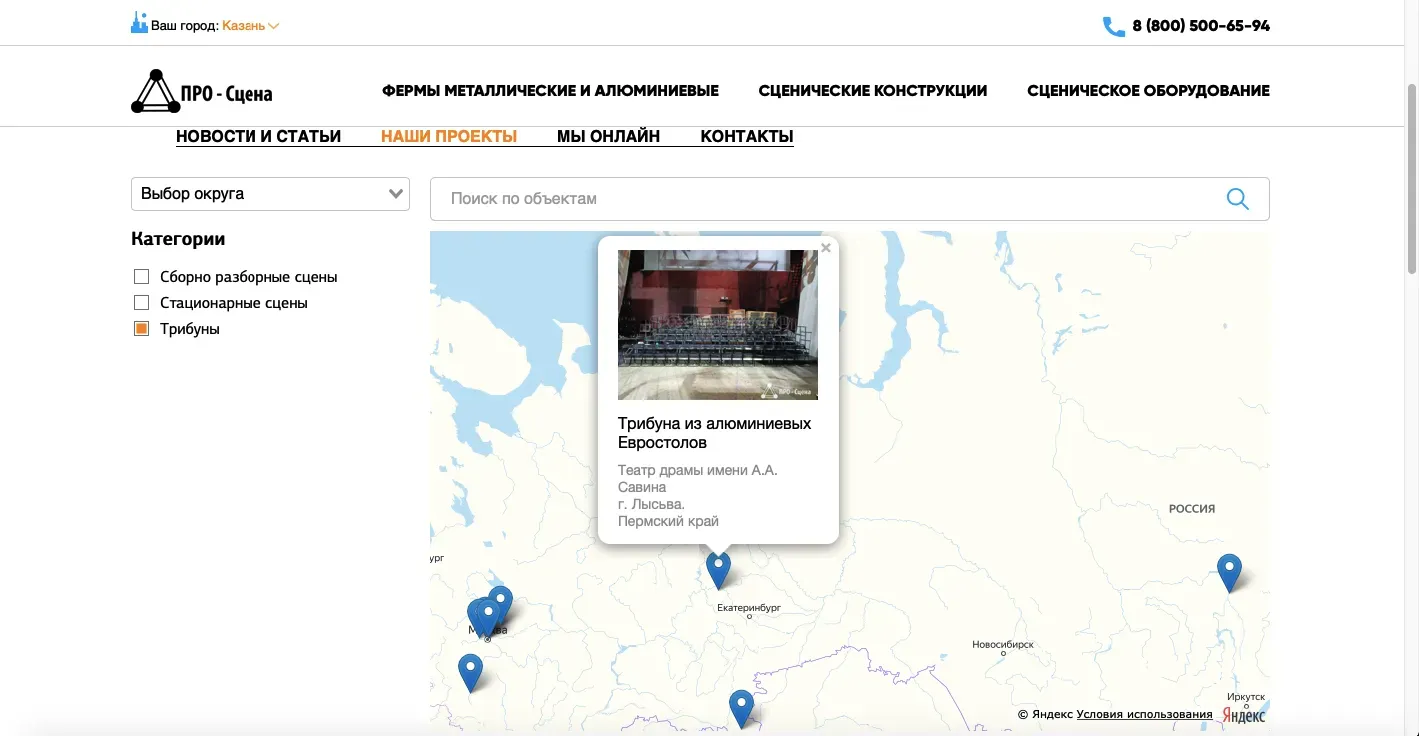 Ваш город: Казань
8 (800) 500-65-94
ПРО - Сцена
ФЕРМЫ МЕТАЛЛИЧЕСКИЕ И АЛЮМИНИЕВЫЕ
СЦЕНИЧЕСКИЕ КОНСТРУКЦИИ
СЦЕНИЧЕСКОЕ ОБОРУДОВАНИЕ
НОВОСТИ И СТАТЬИ
НАШИ ПРОЕКТЫ
МЫ ОНЛАЙН
КОНТАКТЫ
Выбор округа
Поиск по объектам
Категории
Сборно разборные сцены
Стационарные сцены
Трибуны
ПРО - Сцена
Трибуна из алюминиевых
Евростолов
Театр драмы имени А.А.
Савина
г. Лысьва.
Пермский край
РОССИЯ
ург
Екатеринбург
Новосибирск
Иркутск
© Яндекс Условия использования
Яндекс